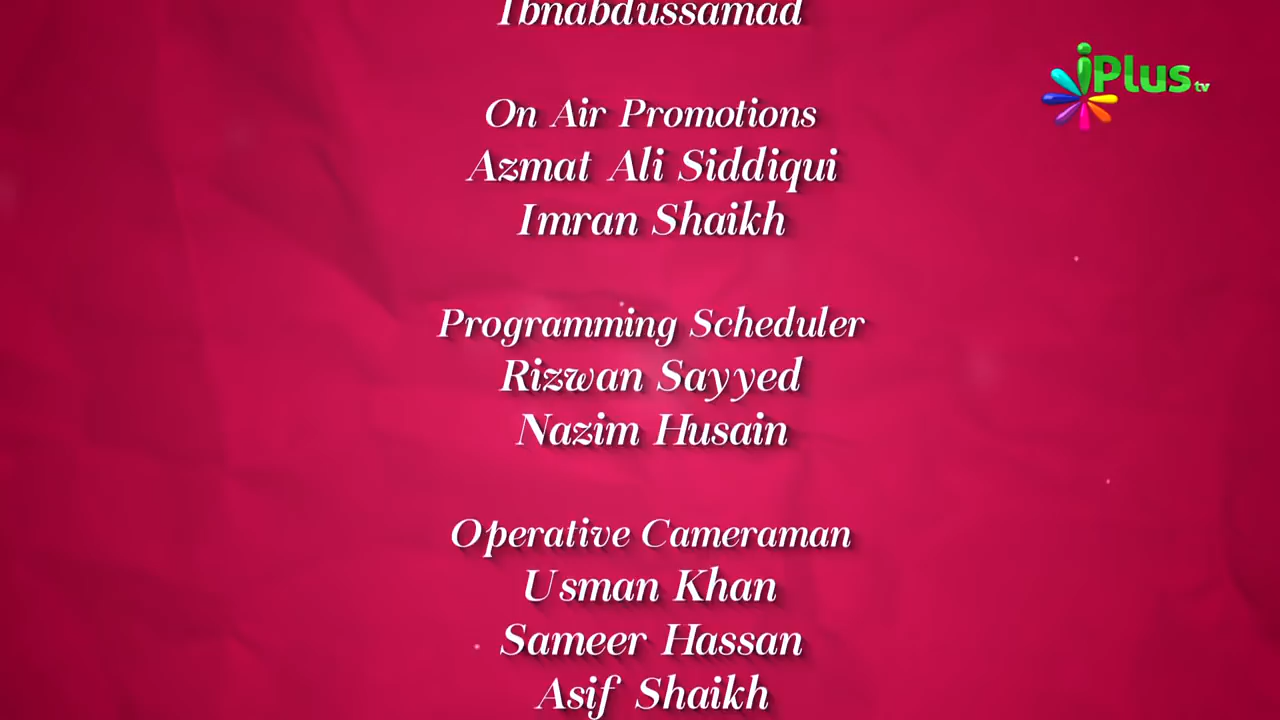 Ibnabdussamad
iPlus tv
On Air Promotions
Azmat Ali Siddiqui
Imran Shaikh
Programming Scheduler
Rizwan Sayyed
Nazim Husain
Operative Cameraman
Usman Khan
Sameer Hassan
Asif Shaikh